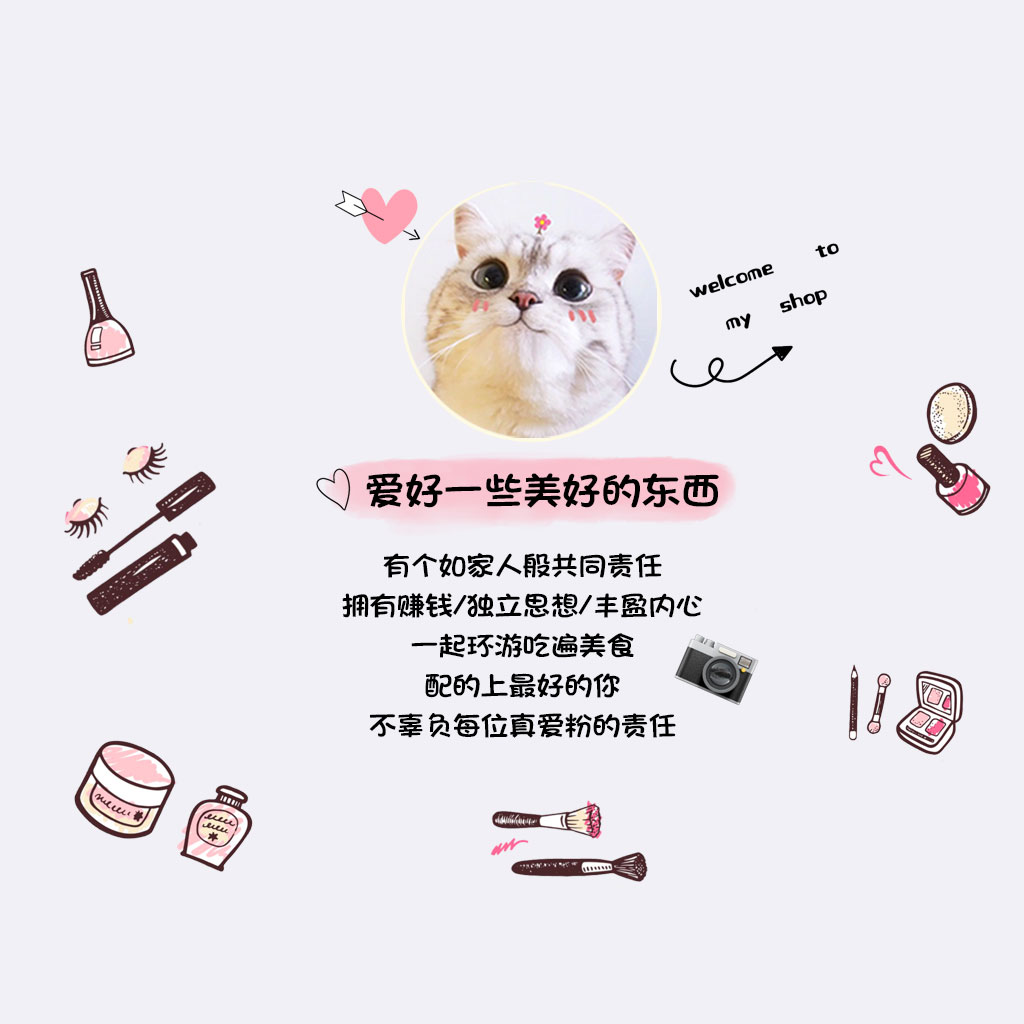 welcome to
my shop
爱好一些美好的东西
有个如家人般共同责任
拥有赚钱/独立思想/丰盈内心
一起环游吃遍美食
配的上最好的你
不辜负每位真爱粉的责任